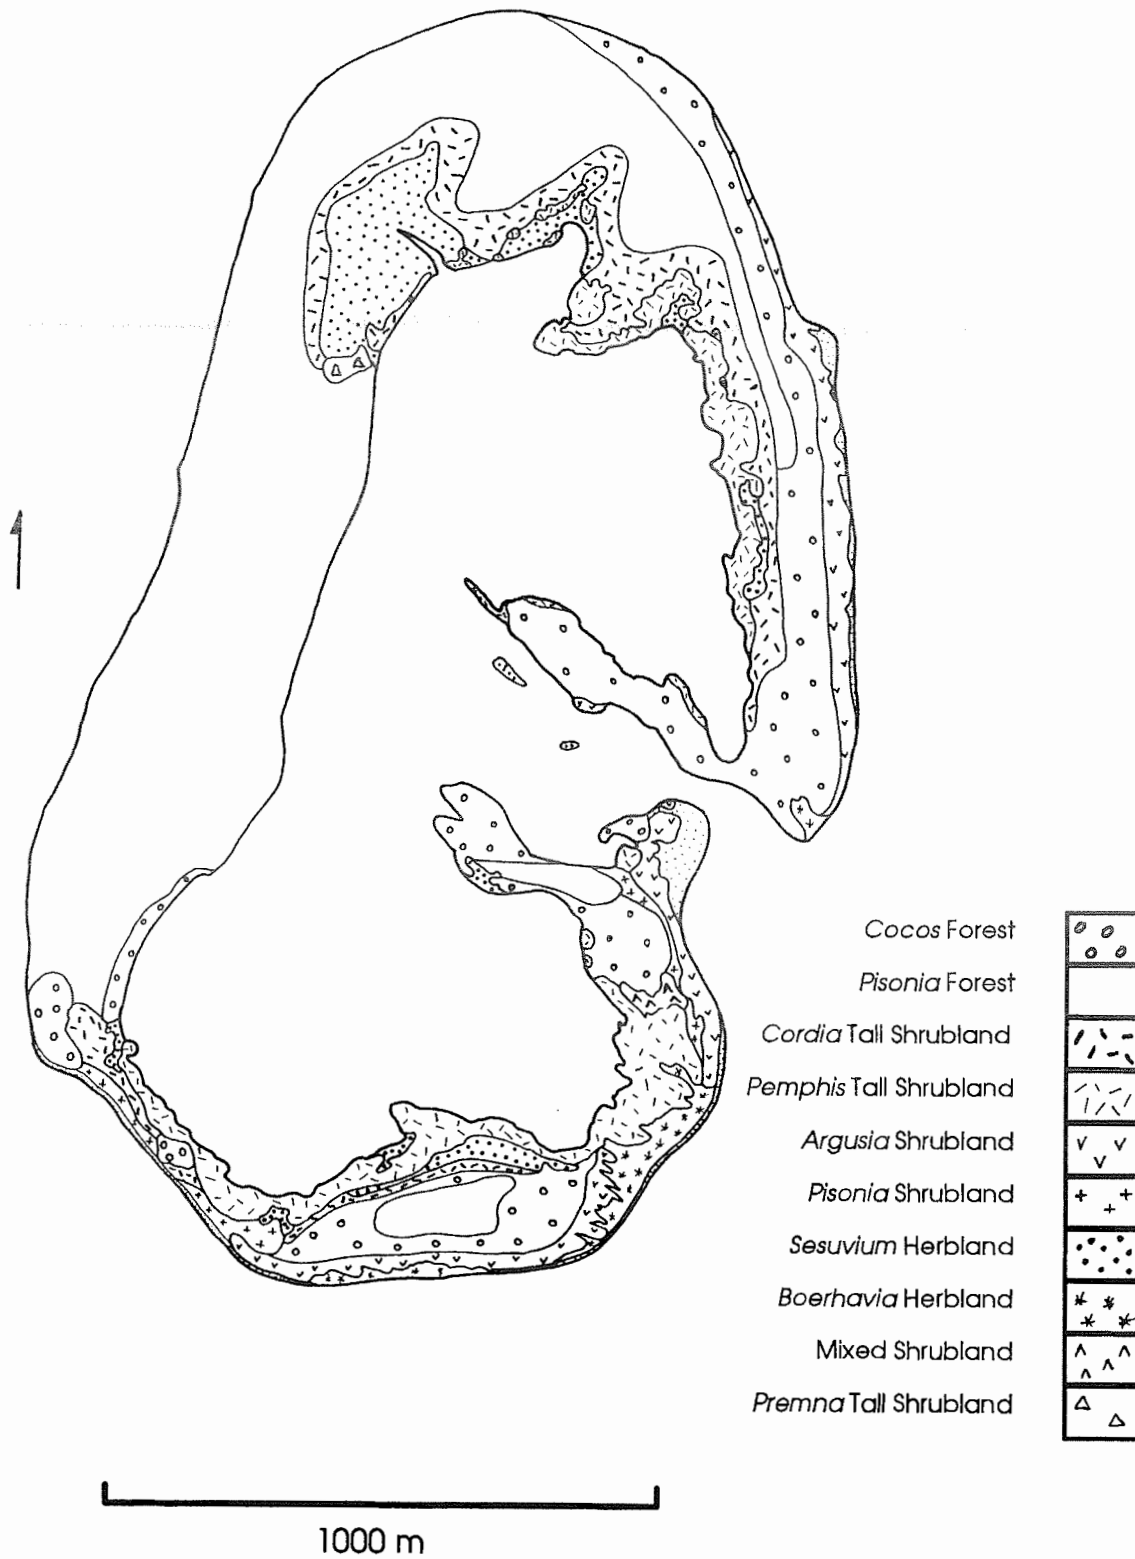 Cocos Forest
Pisonia Forest
Cordia Tall Shrubland
Pemphis Tall Shrubland
Argusia Shrubland
Pisonia Shrubland
Sesuvium Herbland
Boerhavia Herbland
Mixed Shrubland
Premna Tall Shrubland
1000 m